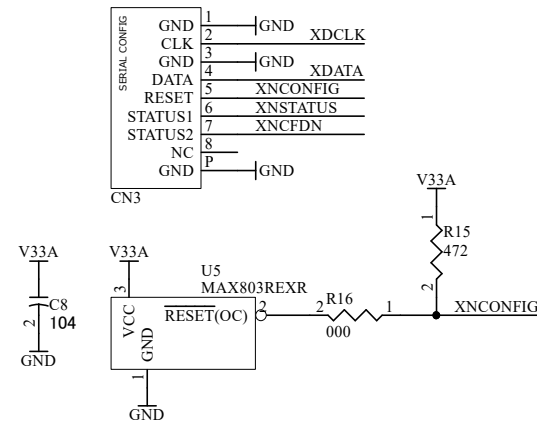 SERIAL CONFIG
GND 1 GND
CLK 2 XDCLK
GND 3 GND
DATA 4 XDATA
RESET 5 XNCONFIG
STATUS1 6 XNSTATUS
STATUS2 7 XNCFDN
NC 8
GND P GND
CN3
V33A
1
R15
472
2
V33A
C8
2
104
GND
V33A
3
U5
MAX803REXR
VCC
GND
RESET(OC)
2
1
GND
2 R16 1
000
XNCONFIG